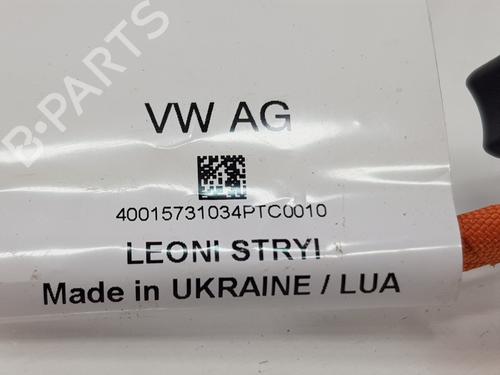 B-PARTS
VW AG
40015731034PTC0010
LEONI STRYI
Made in UKRAINE / LUA